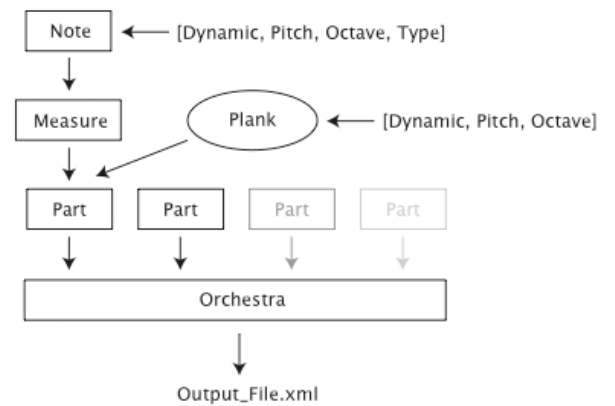 Note
[Dynamic, Pitch, Octave, Type]
Measure
Plank
[Dynamic, Pitch, Octave]
Part
Part
Part
Part
Orchestra
Output_File.xml